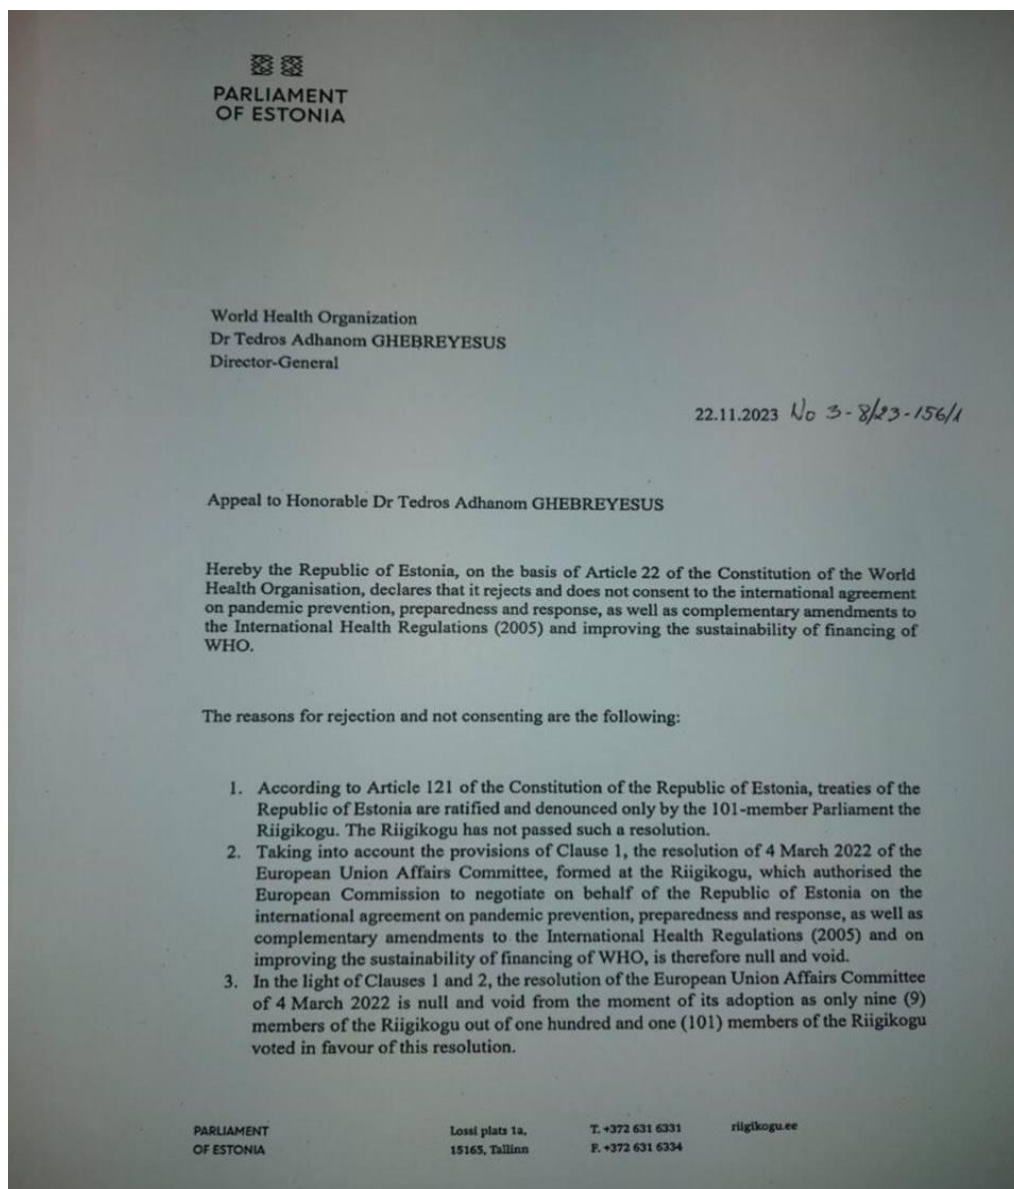 PARLIAMENT
OF ESTONIA
World Health Organization
Dr Tedros Adhanom GHEBREYESUS
Director-General
22.11.2023 No 3-8/23-156/1
Appeal to Honorable Dr Tedros Adhanom GHEBREYESUS
Hereby the Republic of Estonia, on the basis of Article 22 of the Constitution of the World
Health Organisation, declares that it rejects and does not consent to the international agreement
on pandemic prevention, preparedness and response, as well as complementary amendments to
the International Health Regulations (2005) and improving the sustainability of financing of
WHO.
The reasons for rejection and not consenting are the following:
1. According to Article 121 of the Constitution of the Republic of Estonia, treaties of the
Republic of Estonia are ratified and denounced only by the 101-member Parliament the
Riigikogu. The Riigikogu has not passed such a resolution.
2. Taking into account the provisions of Clause 1, the resolution of 4 March 2022 of the
European Union Affairs Committee, formed at the Riigikogu, which authorised the
European Commission to negotiate on behalf of the Republic of Estonia on the
international agreement on pandemic prevention, preparedness and response, as well as
complementary amendments to the International Health Regulations (2005) and on
improving the sustainability of financing of WHO, is therefore null and void.
3. In the light of Clauses 1 and 2, the resolution of the European Union Affairs Committee
of 4 March 2022 is null and void from the moment of its adoption as only nine (9)
members of the Riigikogu out of one hundred and one (101) members of the Riigikogu
voted in favour of this resolution.
PARLIAMENT
OF ESTONIA
Lossi plats 1a,
15165, Tallinn
T. +372 631 6331
F. +372 631 6334
riigikogu.ee